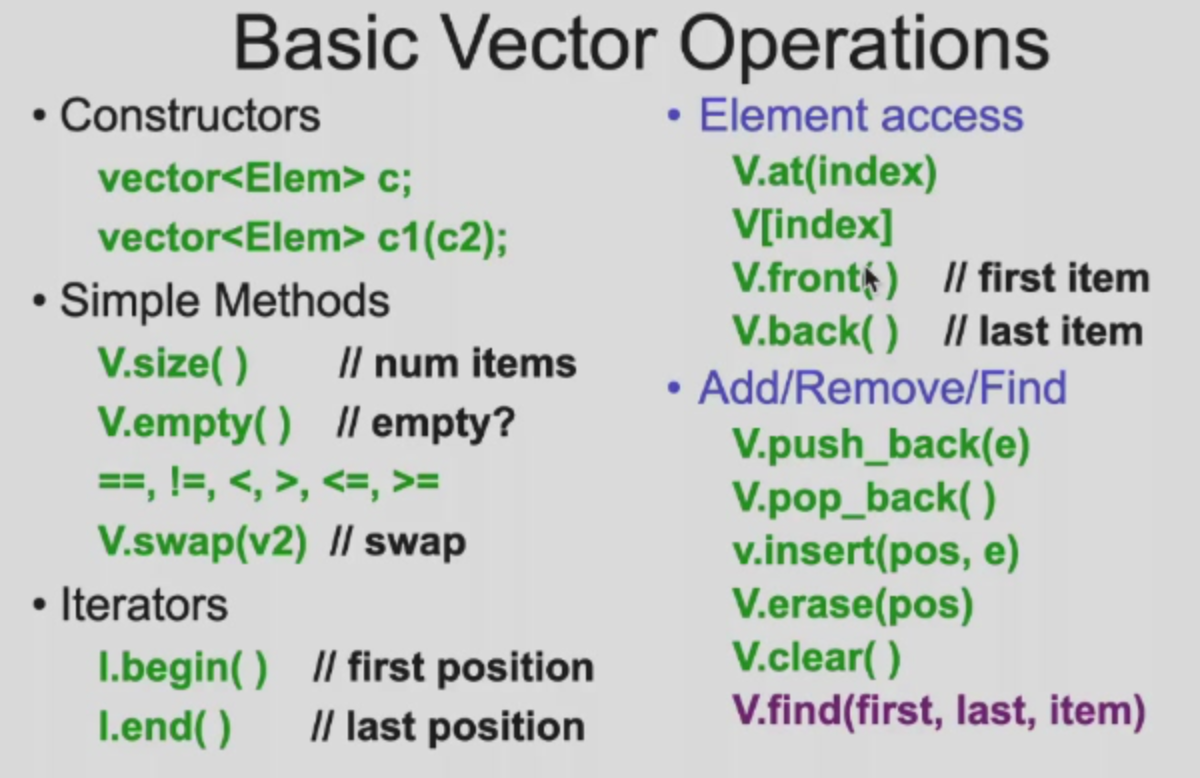 Basic Vector Operations
• Constructors
vector<Elem> c;
vector<Elem> c1(c2);
• Simple Methods
V.size( ) // num items
V.empty( ) // empty?
==, !=, <, >, <=, >=
V.swap(v2) // swap
• Iterators
I.begin( ) // first position
I.end( ) // last position
• Element access
V.at(index)
V[index]
V.front( ) // first item
V.back( ) // last item
• Add/Remove/Find
V.push_back(e)
V.pop_back( )
v.insert(pos, e)
V.erase(pos)
V.clear( )
V.find(first, last, item)